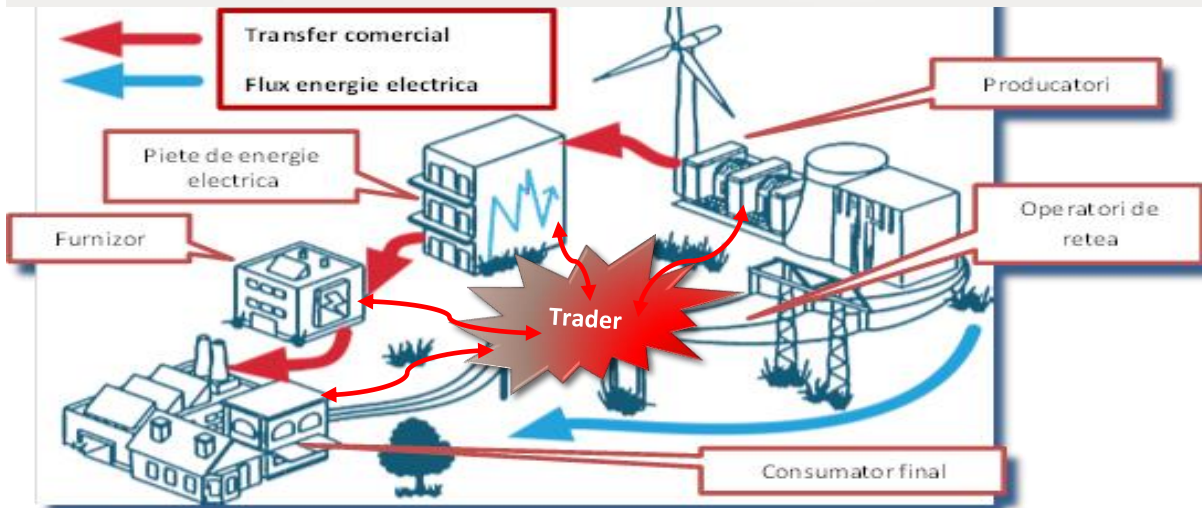 Transfer comercial
Flux energie electrica
Producatori
Piete de energie
electrica
Operatori de
retea
Furnizor
Trader
Consumator final